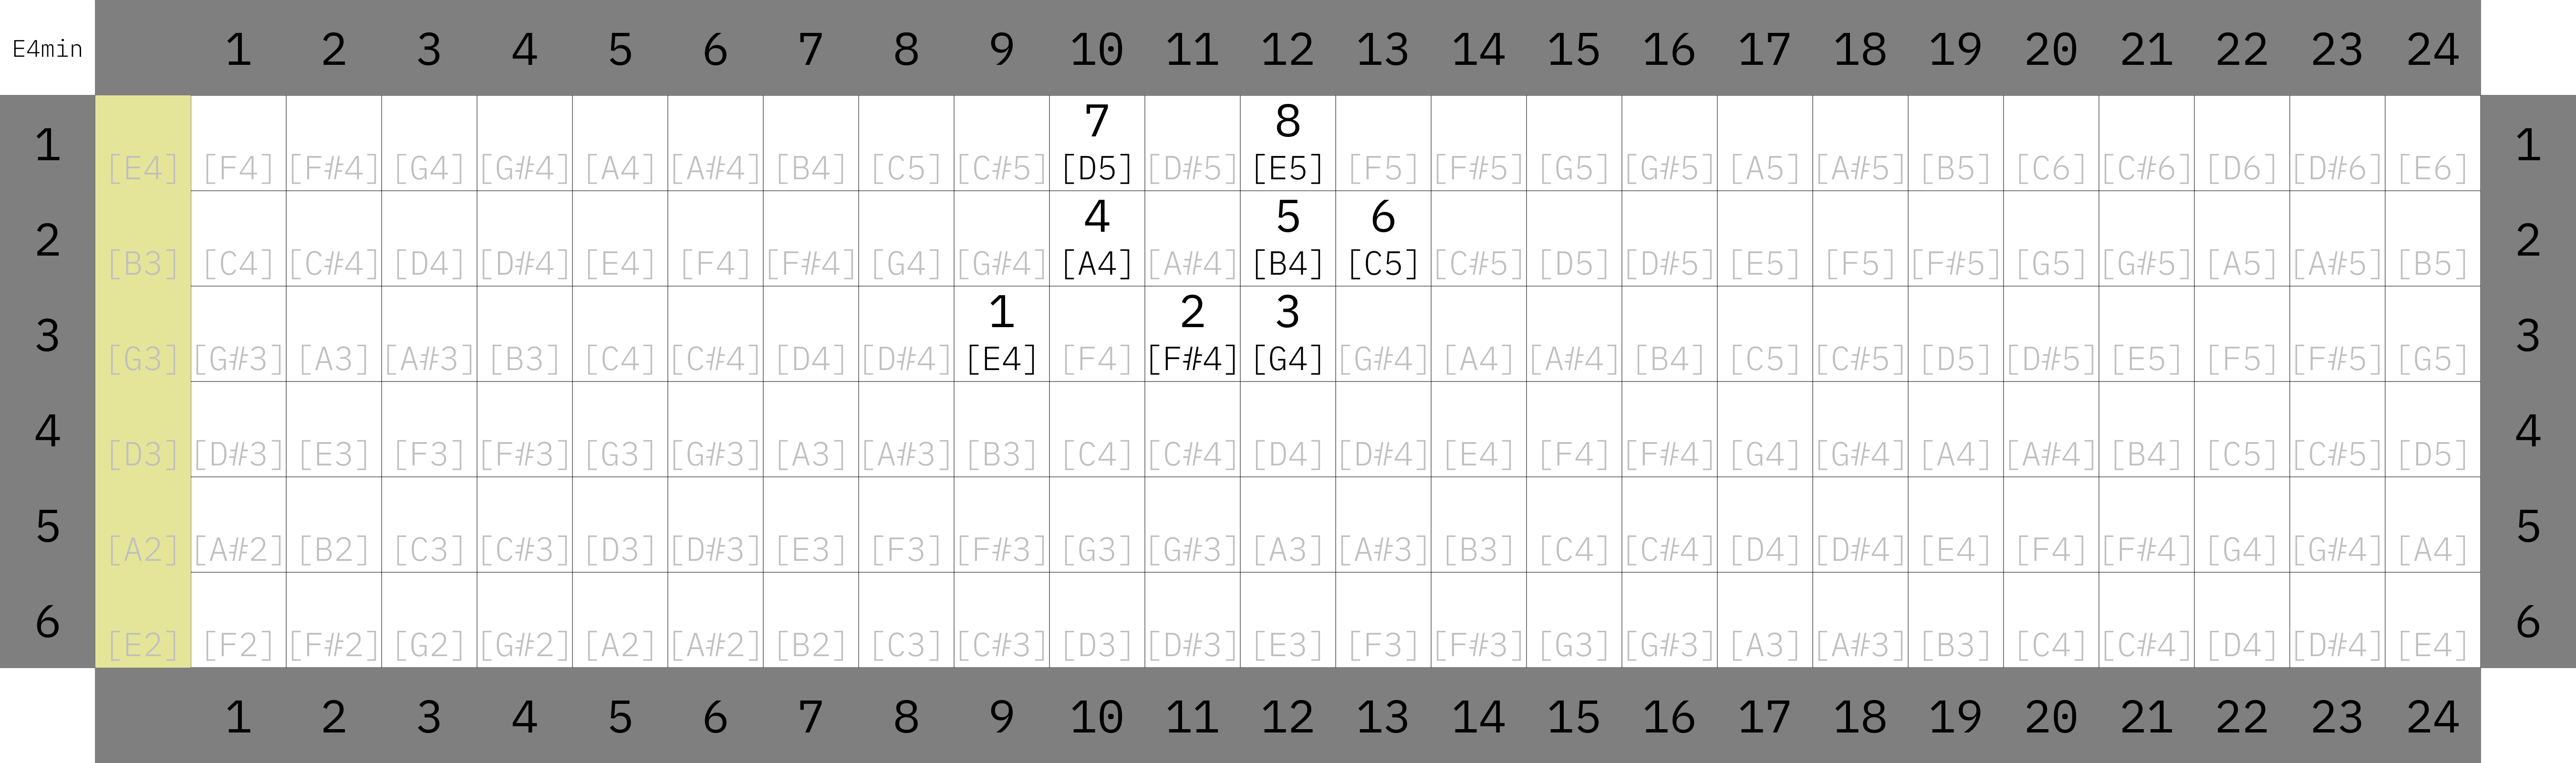 E4min 1 2 3 4 5 6 7 8 9 10 11 12 13 14 15 16 17 18 19 20 21 22 23 24
7 8
1 [E4] [F4] [F#4] [G4] [G#4] [A4] [A#4] [B4] [C5] [C#5] [D5] [D#5] [E5] [F5] [F#5] [G5] [G#5] [A5] [A#5] [B5] [C6] [C#6] [D6] [D#6] [E6] 1
4 5 6
2 [B3] [C4] [C#4] [D4] [D#4] [E4] [F4] [F#4] [G4] [G#4] [A4] [A#4] [B4] [C5] [C#5] [D5] [D#5] [E5] [F5] [F#5] [G5] [G#5] [A5] [A#5] [B5] 2
1 2 3
3 [G3] [G#3] [A3] [A#3] [B3] [C4] [C#4] [D4] [D#4] [E4] [F4] [F#4] [G4] [G#4] [A4] [A#4] [B4] [C5] [C#5] [D5] [D#5] [E5] [F5] [F#5] [G5] 3
4 [D3] [D#3] [E3] [F3] [F#3] [G3] [G#3] [A3] [A#3] [B3] [C4] [C#4] [D4] [D#4] [E4] [F4] [F#4] [G4] [G#4] [A4] [A#4] [B4] [C5] [C#5] [D5] 4
5 [A2] [A#2] [B2] [C3] [C#3] [D3] [D#3] [E3] [F3] [F#3] [G3] [G#3] [A3] [A#3] [B3] [C4] [C#4] [D4] [D#4] [E4] [F4] [F#4] [G4] [G#4] [A4] 5
6 [E2] [F2] [F#2] [G2] [G#2] [A2] [A#2] [B2] [C3] [C#3] [D3] [D#3] [E3] [F3] [F#3] [G3] [G#3] [A3] [A#3] [B3] [C4] [C#4] [D4] [D#4] [E4] 6
1 2 3 4 5 6 7 8 9 10 11 12 13 14 15 16 17 18 19 20 21 22 23 24